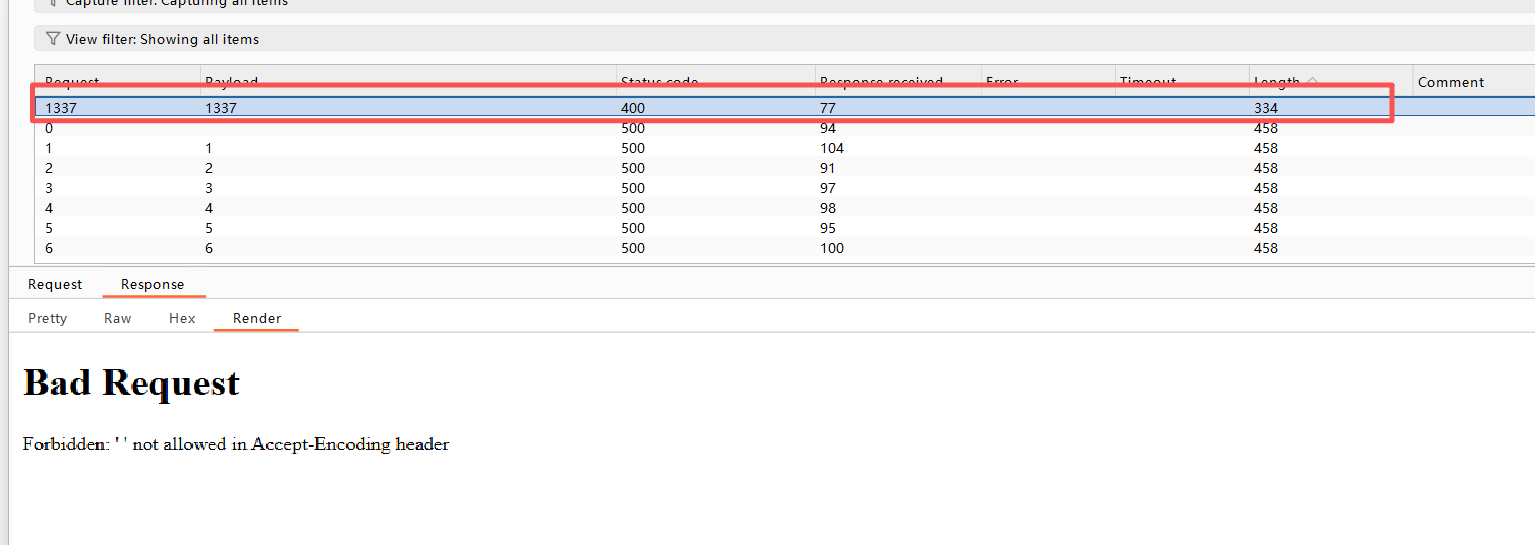 Capture filter: Capturing all items
View filter: Showing all items
Request Payload Status code Response received Error Timeout Length Comment
1337 1337 400 77 334
0 500 94 458
1 1 500 104 458
2 2 500 91 458
3 3 500 97 458
4 4 500 98 458
5 5 500 95 458
6 6 500 100 458
Request Response
Pretty Raw Hex Render
Bad Request
Forbidden: ' ' not allowed in Accept-Encoding header